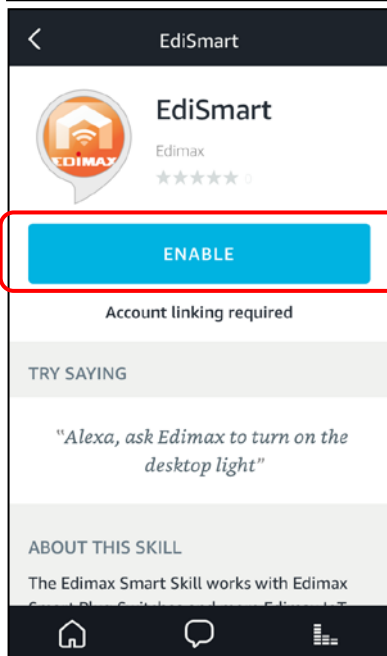 EdiSmart
EdiSmart
EDIMAX
Edimax
0
ENABLE
Account linking required
TRY SAYING
"Alexa, ask Edimax to turn on the
desktop light"
ABOUT THIS SKILL
The Edimax Smart Skill works with Edimax